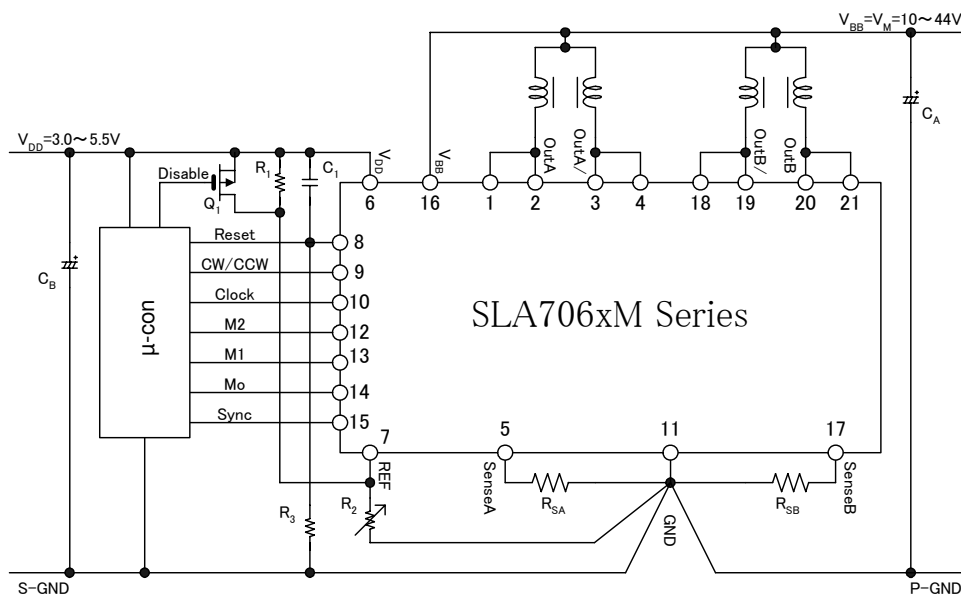 V_BB=V_M=10～44V
C_A
V_DD=3.0～5.5V
Disable
Q_1
R_1
C_1
V_DD
V_BB
OutA
OutA/
OutB/
OutB
6
16
1
2
3
4
18
19
20
21
C_B
μ-con
Reset
8
CW/CCW
9
Clock
10
M2
12
M1
13
Mo
14
Sync
15
SLA706xM Series
7
5
11
17
REF
SenseA
R_SA
GND
R_SB
SenseB
R_3
R_2
S-GND
P-GND
+
+